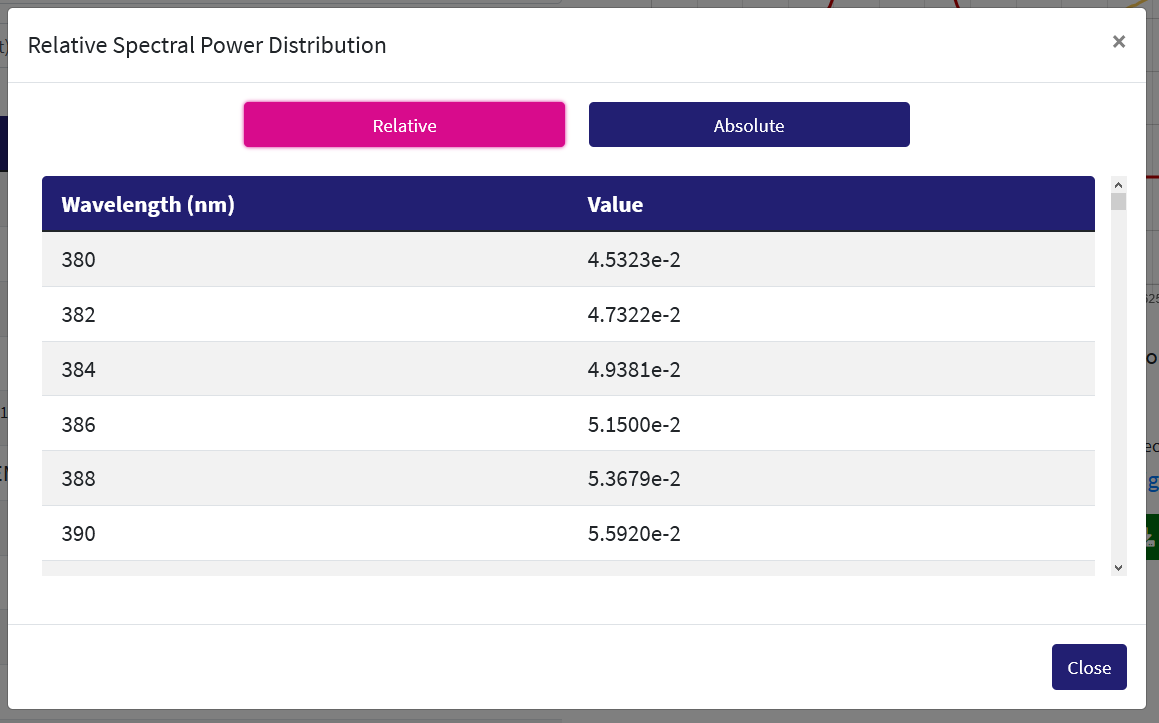 Relative Spectral Power Distribution ×
Relative Absolute
Wavelength (nm) Value
380 4.5323e-2
382 4.7322e-2
384 4.9381e-2
386 5.1500e-2
388 5.3679e-2
390 5.5920e-2
Close